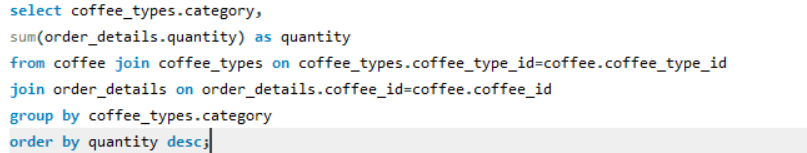 select coffee_types.category,
sum(order_details.quantity) as quantity
from coffee join coffee_types on coffee_types.coffee_type_id=coffee.coffee_type_id
join order_details on order_details.coffee_id=coffee.coffee_id
group by coffee_types.category
order by quantity desc;